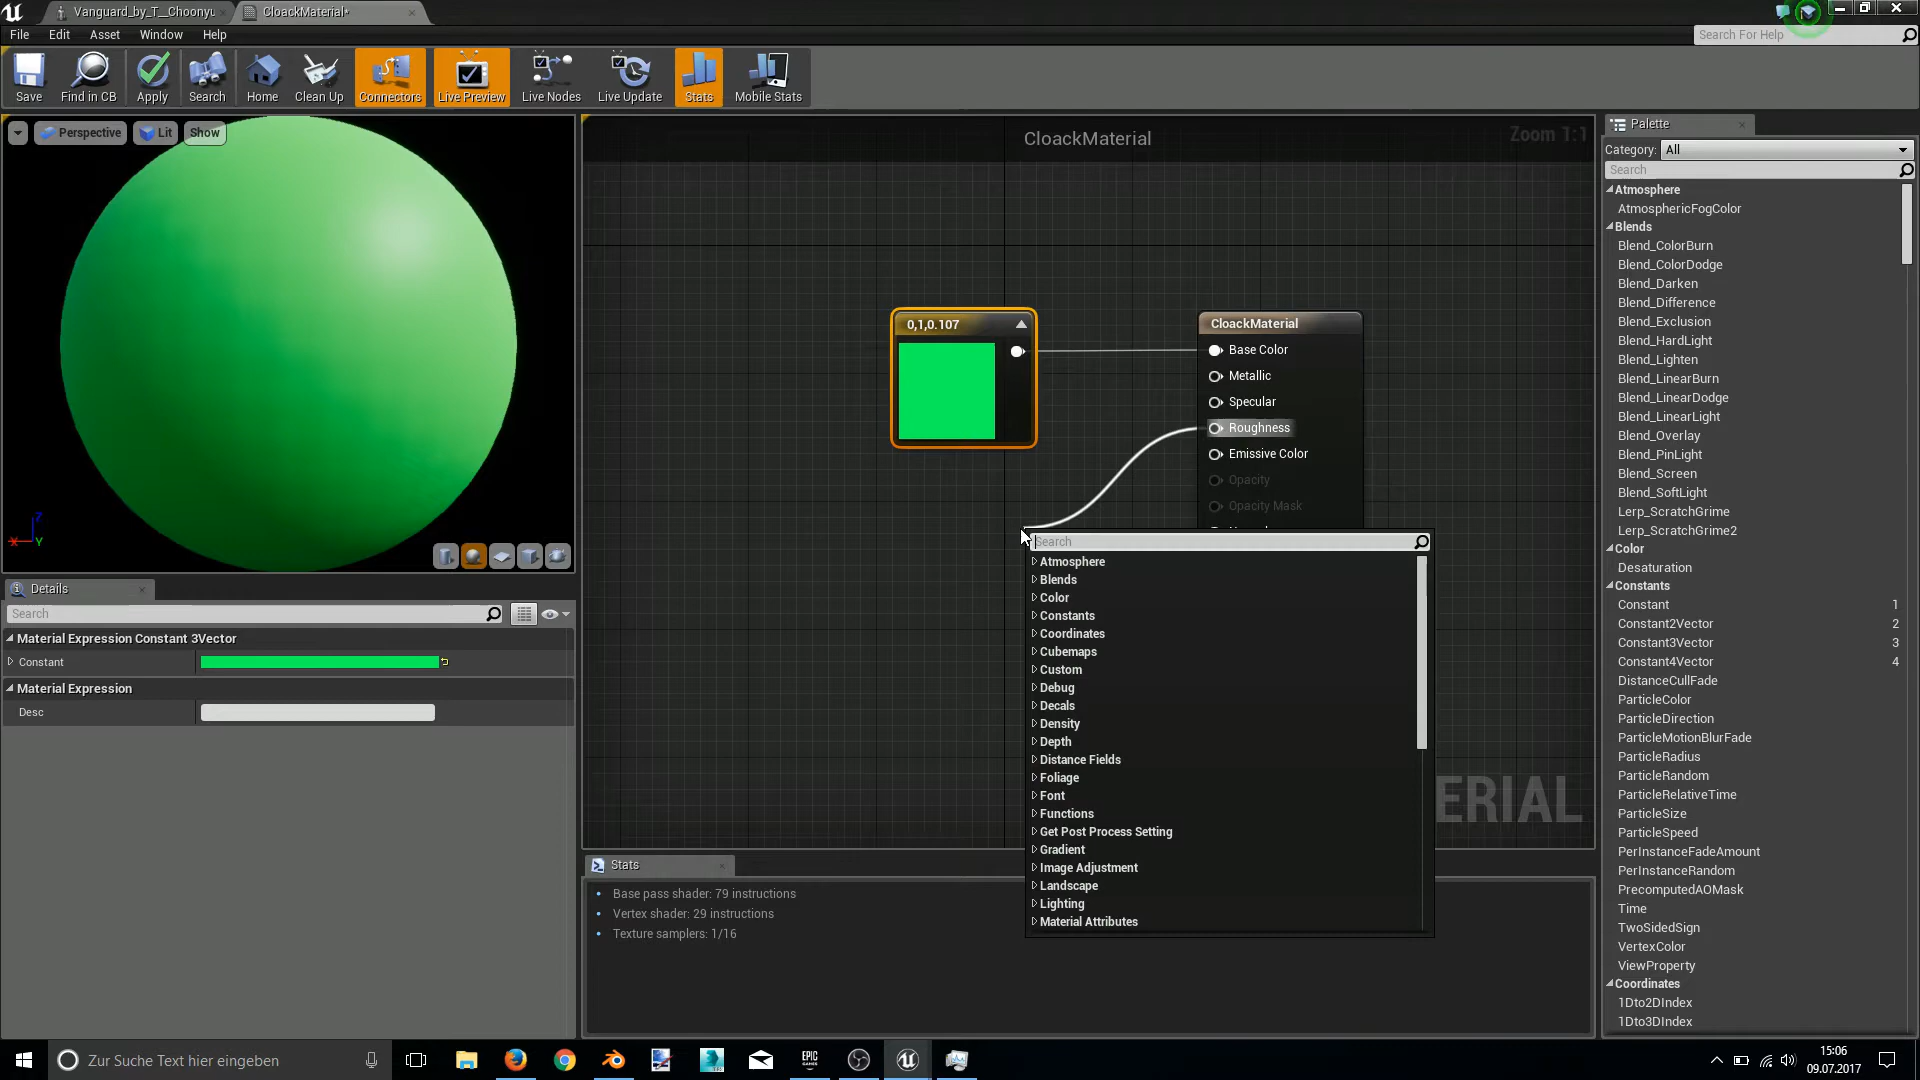 Vanguard_by_T__Choonyu
CloackMaterial*
File
Edit
Asset
Window
Help
Search For Help
Save
Find in CB
Apply
Search
Home
Clean Up
Connectors
Live Preview
Live Nodes
Live Update
Stats
Mobile Stats
Perspective
Lit
Show
CloackMaterial
Zoom 1:1
Palette
Category:
All
Search
Atmosphere
AtmosphericFogColor
Blends
Blend_ColorBurn
Blend_ColorDodge
Blend_Darken
Blend_Difference
Blend_Exclusion
Blend_HardLight
Blend_Lighten
Blend_LinearBurn
Blend_LinearDodge
Blend_LinearLight
Blend_Overlay
Blend_PinLight
Blend_Screen
Blend_SoftLight
Lerp_ScratchGrime
Lerp_ScratchGrime2
Color
Desaturation
Constants
Constant 1
Constant2Vector 2
Constant3Vector 3
Constant4Vector 4
DistanceCullFade
ParticleColor
ParticleDirection
ParticleMotionBlurFade
ParticleRadius
ParticleRandom
ParticleRelativeTime
ParticleSize
ParticleSpeed
PerInstanceFadeAmount
PerInstanceRandom
PrecomputedAOMask
Time
TwoSidedSign
VertexColor
ViewProperty
Coordinates
1Dto2DIndex
1Dto3DIndex
0,1,0.107
CloackMaterial
Base Color
Metallic
Specular
Roughness
Emissive Color
Opacity
Opacity Mask
Search
Atmosphere
Blends
Color
Constants
Coordinates
Cubemaps
Custom
Debug
Decals
Density
Depth
Distance Fields
Foliage
Font
Functions
Get Post Process Setting
Gradient
Image Adjustment
Landscape
Lighting
Material Attributes
ERIAL
Z
X
Y
Details
Search
Material Expression Constant 3Vector
Constant
Material Expression
Desc
Stats
Base pass shader: 79 instructions
Vertex shader: 29 instructions
Texture samplers: 1/16
Zur Suche Text hier eingeben
EPIC
GAMES
15:06
09.07.2017